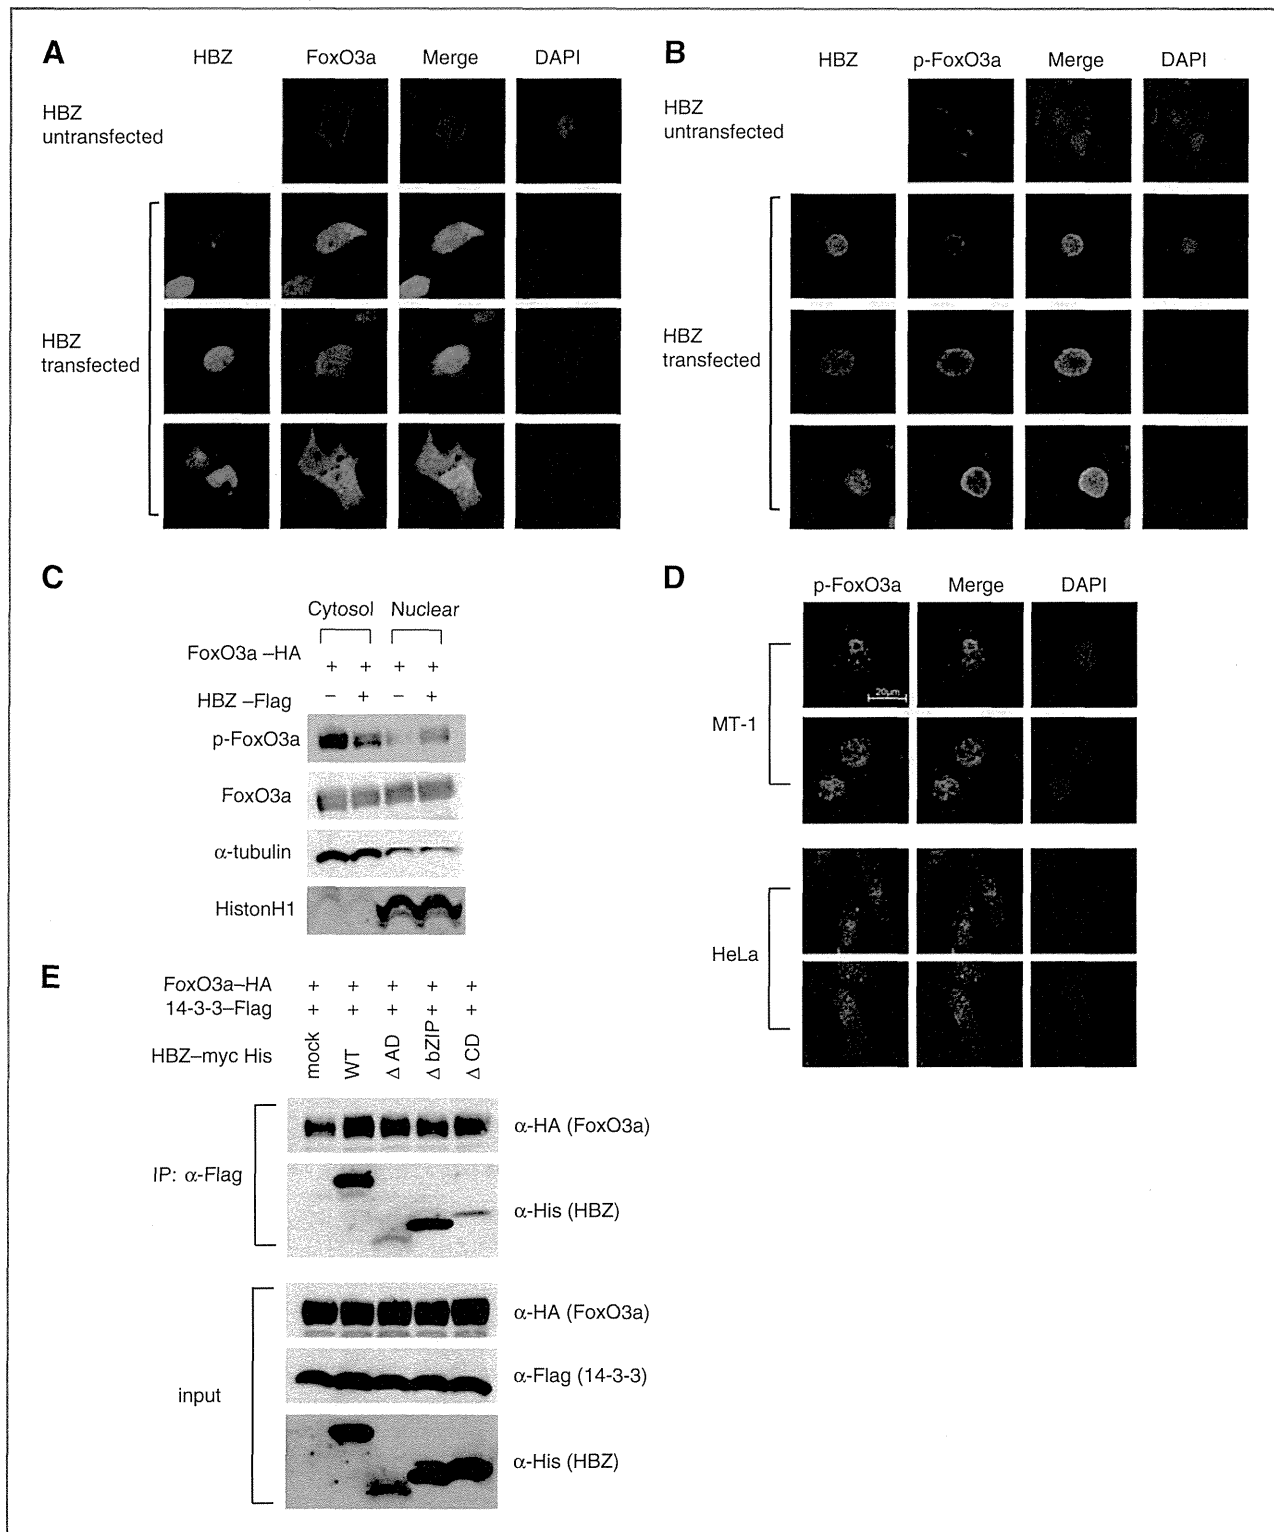 A
HBZ FoxO3a Merge DAPI
HBZ
untransfected
HBZ
transfected
B
HBZ p-FoxO3a Merge DAPI
HBZ
untransfected
HBZ
transfected
C
Cytosol Nuclear
FoxO3a –HA + + + +
HBZ –Flag − + − +
p-FoxO3a
FoxO3a
α-tubulin
HistonH1
D
p-FoxO3a Merge DAPI
20μm
MT-1
HeLa
E
FoxO3a–HA + + + + +
14-3-3–Flag + + + + +
HBZ–myc His mock WT Δ AD Δ bZIP Δ CD
IP: α-Flag
α-HA (FoxO3a)
α-His (HBZ)
input
α-HA (FoxO3a)
α-Flag (14-3-3)
α-His (HBZ)